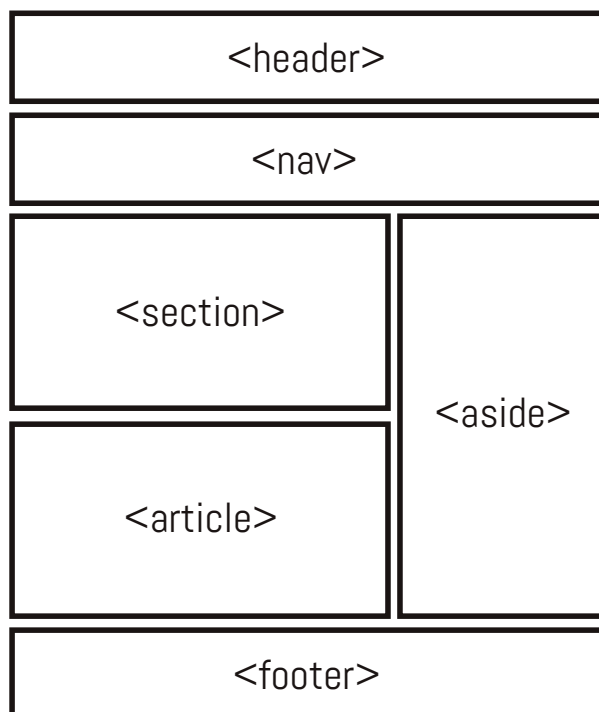 <header>
<nav>
<section>
<aside>
<article>
<footer>